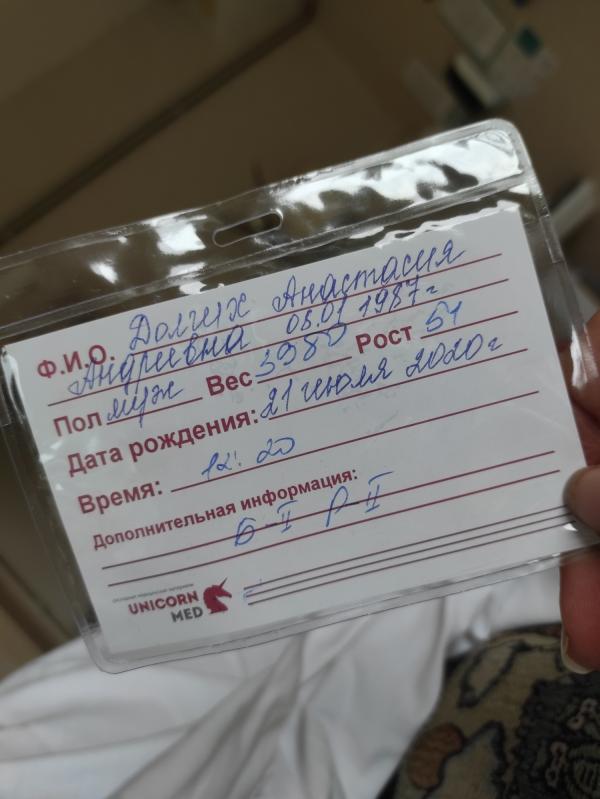 Ф.И.О. Долгих Анастасия
Андреевна 08.01 1987г
Пол муж Вес 3980 Рост 51
Дата рождения: 21 июля 2020г
Время: 12:20
Дополнительная информация:
Б-II Р II
UNICORN
MED